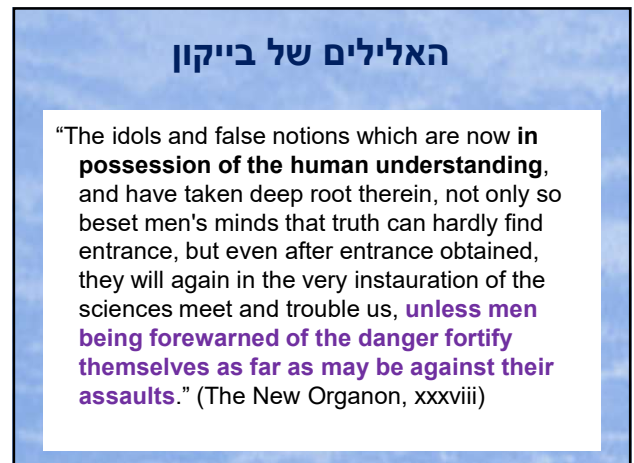 האלילים של בייקון
“The idols and false notions which are now in
possession of the human understanding,
and have taken deep root therein, not only so
beset men's minds that truth can hardly find
entrance, but even after entrance obtained,
they will again in the very instauration of the
sciences meet and trouble us, unless men
being forewarned of the danger fortify
themselves as far as may be against their
assaults.” (The New Organon, xxxviii)